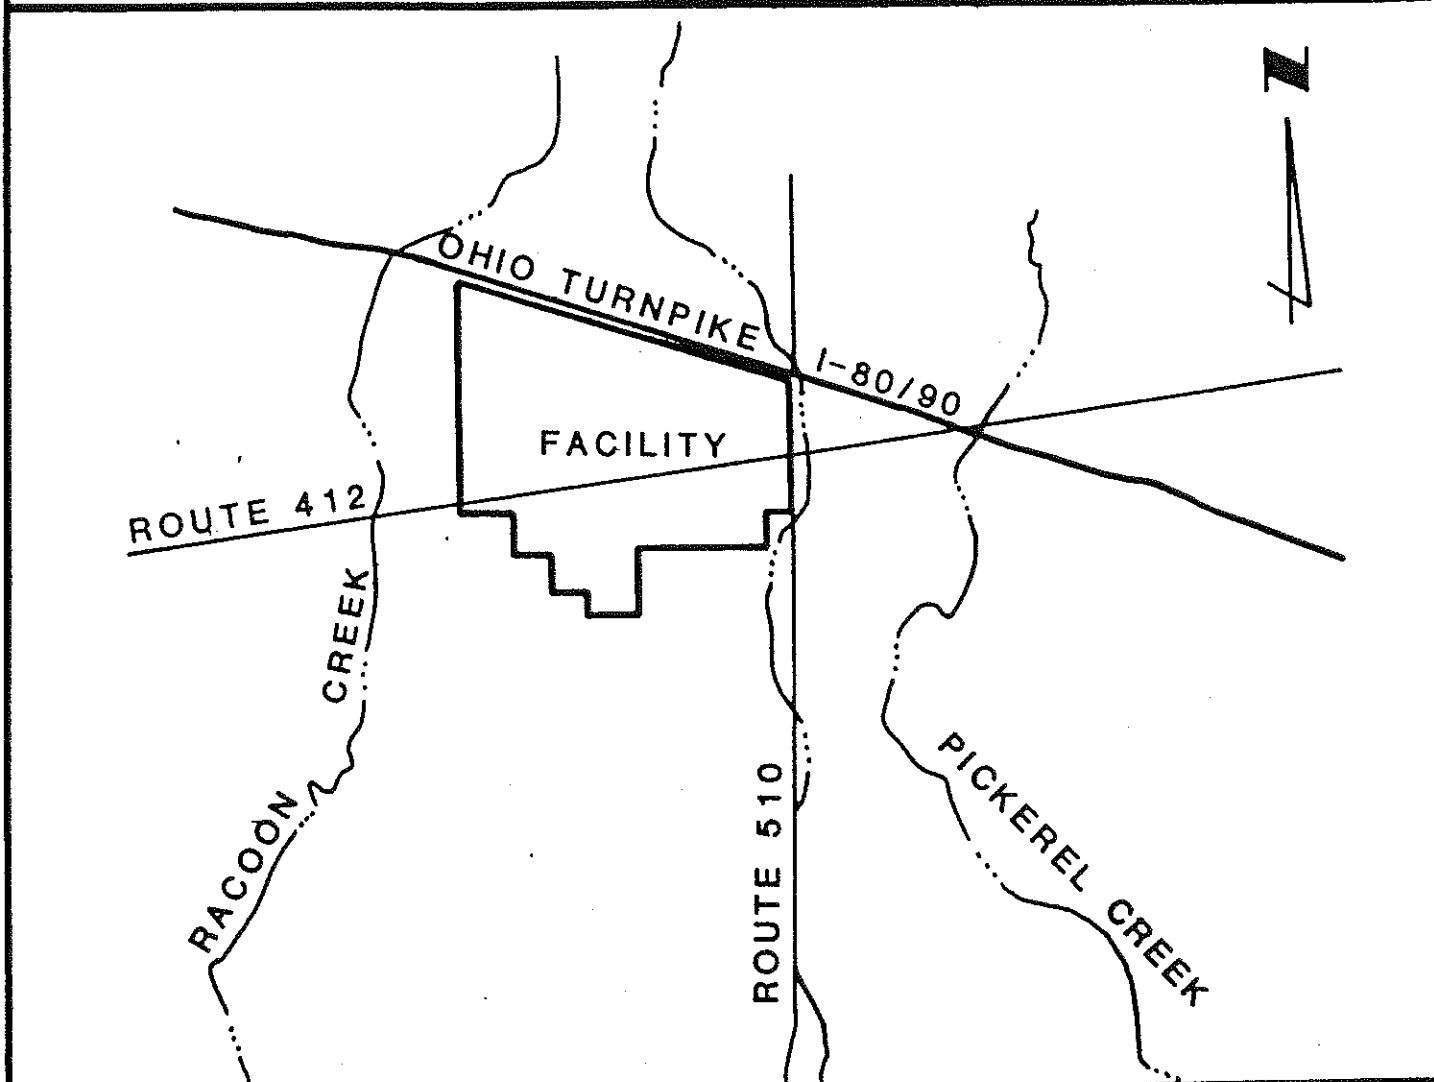 N
OHIO TURNPIKE
I-80/90
FACILITY
ROUTE 412
RACOON CREEK
ROUTE 510
PICKEREL CREEK